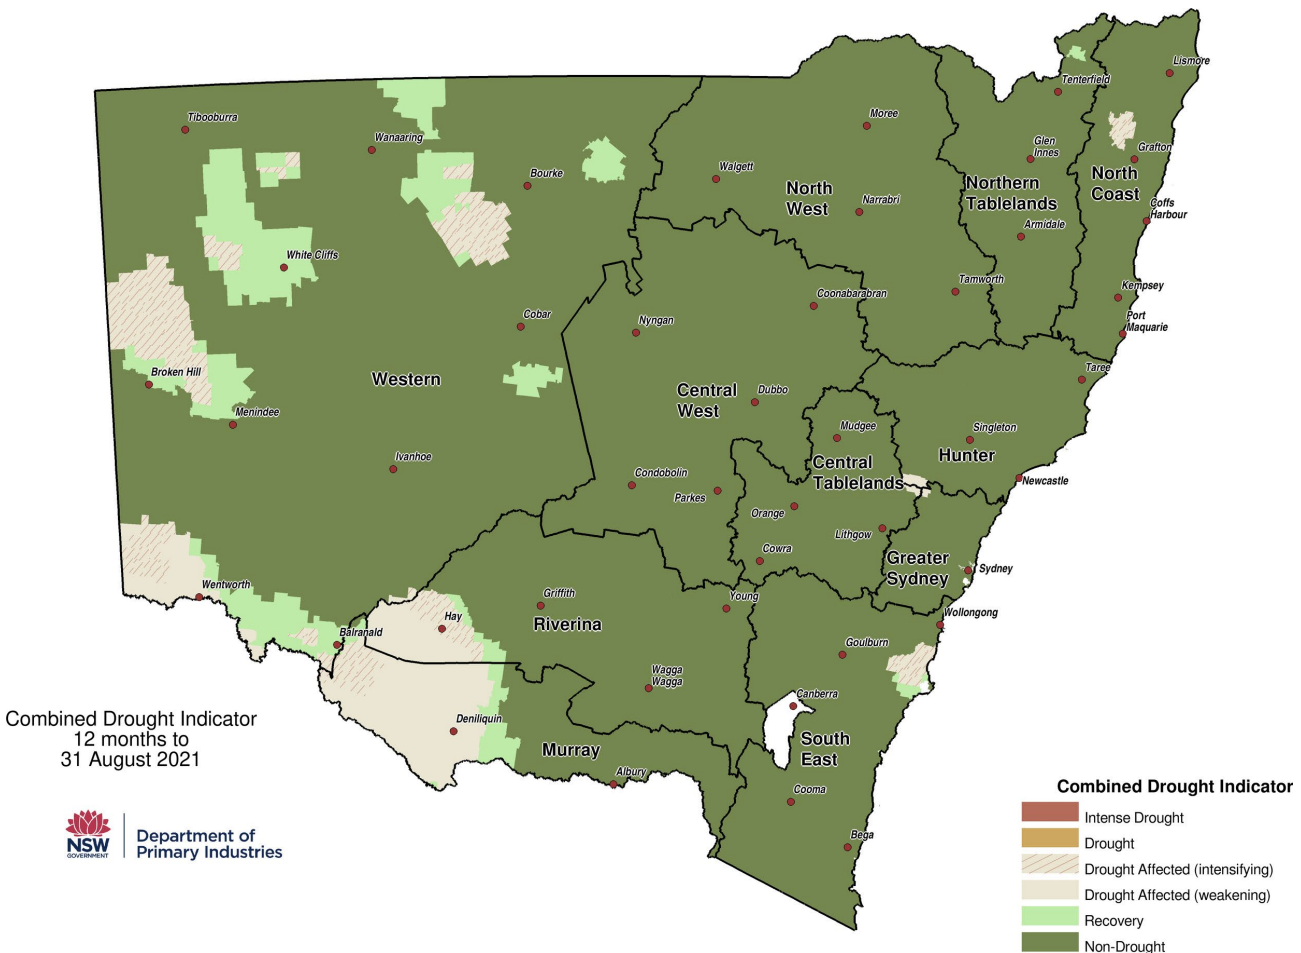 Lismore
Tenterfield
Tibooburra
Moree
Wanaaring
Glen
Innes
Grafton
Bourke
Walgett
North
West
Northern
Tablelands
North
Coast
Narrabri
Coffs
Harbour
Armidale
White Cliffs
Tamworth
Kempsey
Coonabarabran
Cobar
Nyngan
Port
Maquarie
Broken Hill
Western
Taree
Central
West
Dubbo
Menindee
Mudgee
Singleton
Hunter
Ivanhoe
Central
Tablelands
Condobolin
Parkes
Newcastle
Orange
Lithgow
Cowra
Greater
Sydney
Sydney
Wentworth
Griffith
Young
Wollongong
Hay
Riverina
Balranald
Goulburn
Wagga
Wagga
Canberra
Deniliquin
Murray
South
East
Albury
Cooma
Bega
Combined Drought Indicator
12 months to
31 August 2021
NSW
GOVERNMENT
Department of
Primary Industries
Combined Drought Indicator
Intense Drought
Drought
Drought Affected (intensifying)
Drought Affected (weakening)
Recovery
Non-Drought